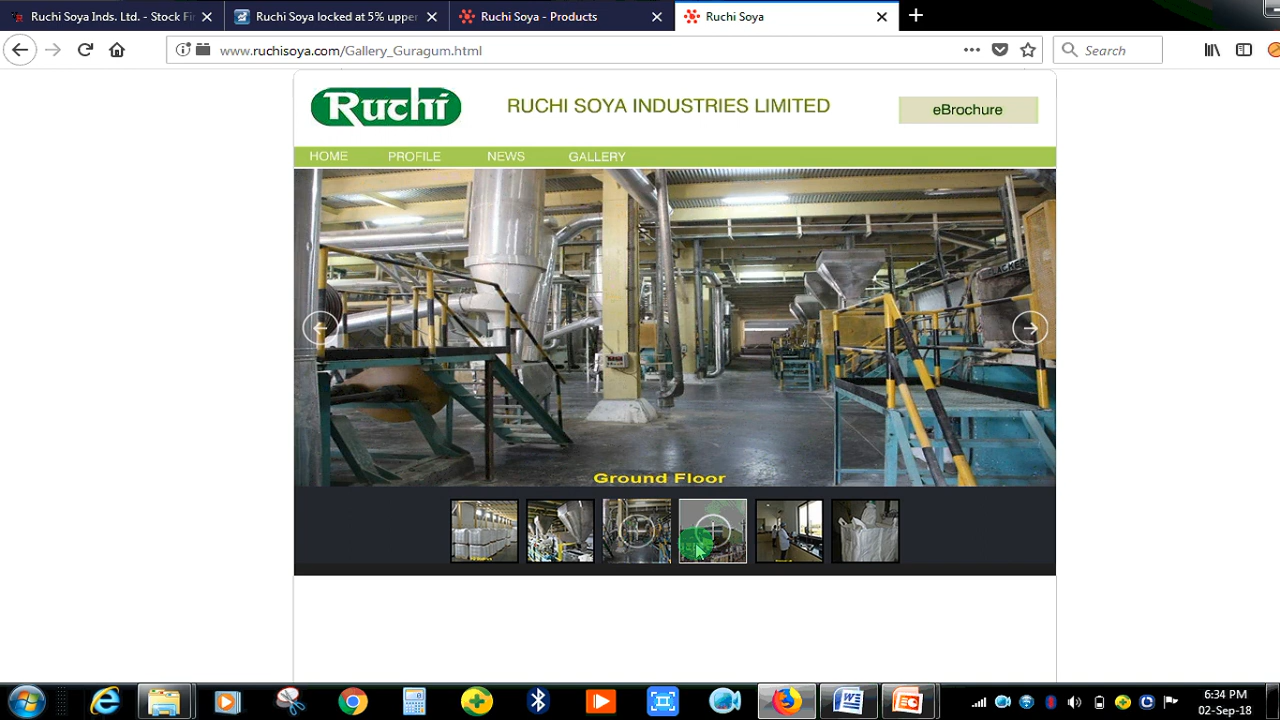 Ruchi Soya Inds. Ltd. - Stock Fir
Ruchi Soya locked at 5% upper
Ruchi Soya - Products
Ruchi Soya
www.ruchisoya.com/Gallery_Guragum.html
Search
Ruchi
RUCHI SOYA INDUSTRIES LIMITED
eBrochure
HOME
PROFILE
NEWS
GALLERY
Ground Floor
6:34 PM
02-Sep-18